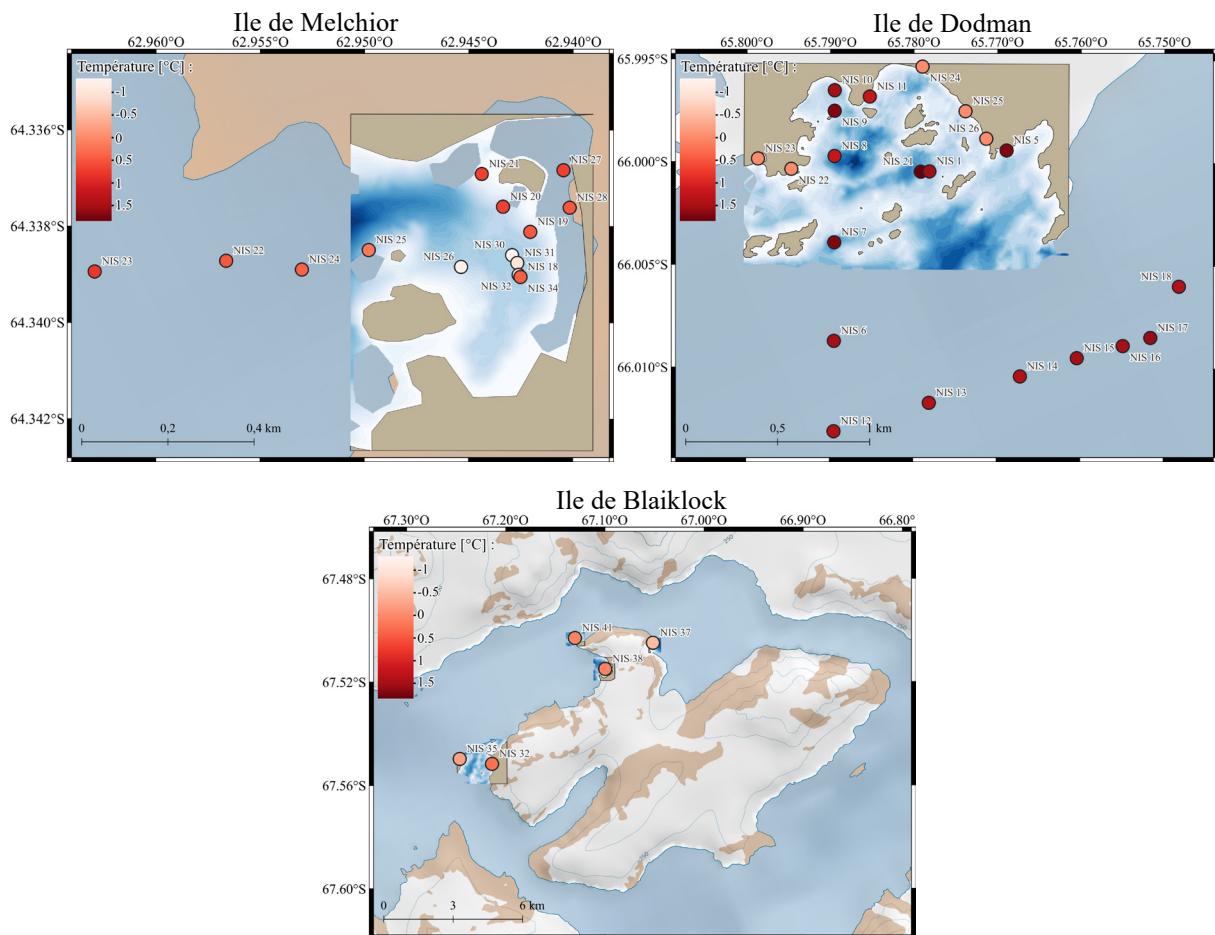 Ile de Melchior
62.960°O 62.955°O 62.950°O 62.945°O 62.940°O
Température [°C] :
-1
-0.5
0
0.5
1
1.5
64.336°S
64.338°S
64.340°S
64.342°S
NIS 27
NIS 21
NIS 28
NIS 20
NIS 19
NIS 25
NIS 30
NIS 31
NIS 26
NIS 18
NIS 22
NIS 24
NIS 23
NIS 32
NIS 34
0 0,2 0,4 km
Ile de Dodman
65.800°O 65.790°O 65.780°O 65.770°O 65.760°O 65.750°O
Température [°C] :
-1
-0.5
0
0.5
1
1.5
65.995°S
66.000°S
66.005°S
66.010°S
NIS 10
NIS 24
NIS 11
NIS 25
NIS 9
NIS 26
NIS 5
NIS 23
NIS 8
NIS 21
NIS 1
NIS 22
NIS 7
NIS 18
NIS 6
NIS 17
NIS 15
NIS 16
NIS 14
NIS 13
NIS 12
0 0,5 1 km
Ile de Blaiklock
67.30°O 67.20°O 67.10°O 67.00°O 66.90°O 66.80°O
Température [°C] :
-1
-0.5
0
0.5
1
1.5
67.48°S
67.52°S
67.56°S
67.60°S
NIS 41
NIS 37
NIS 38
NIS 35
NIS 32
0 3 6 km